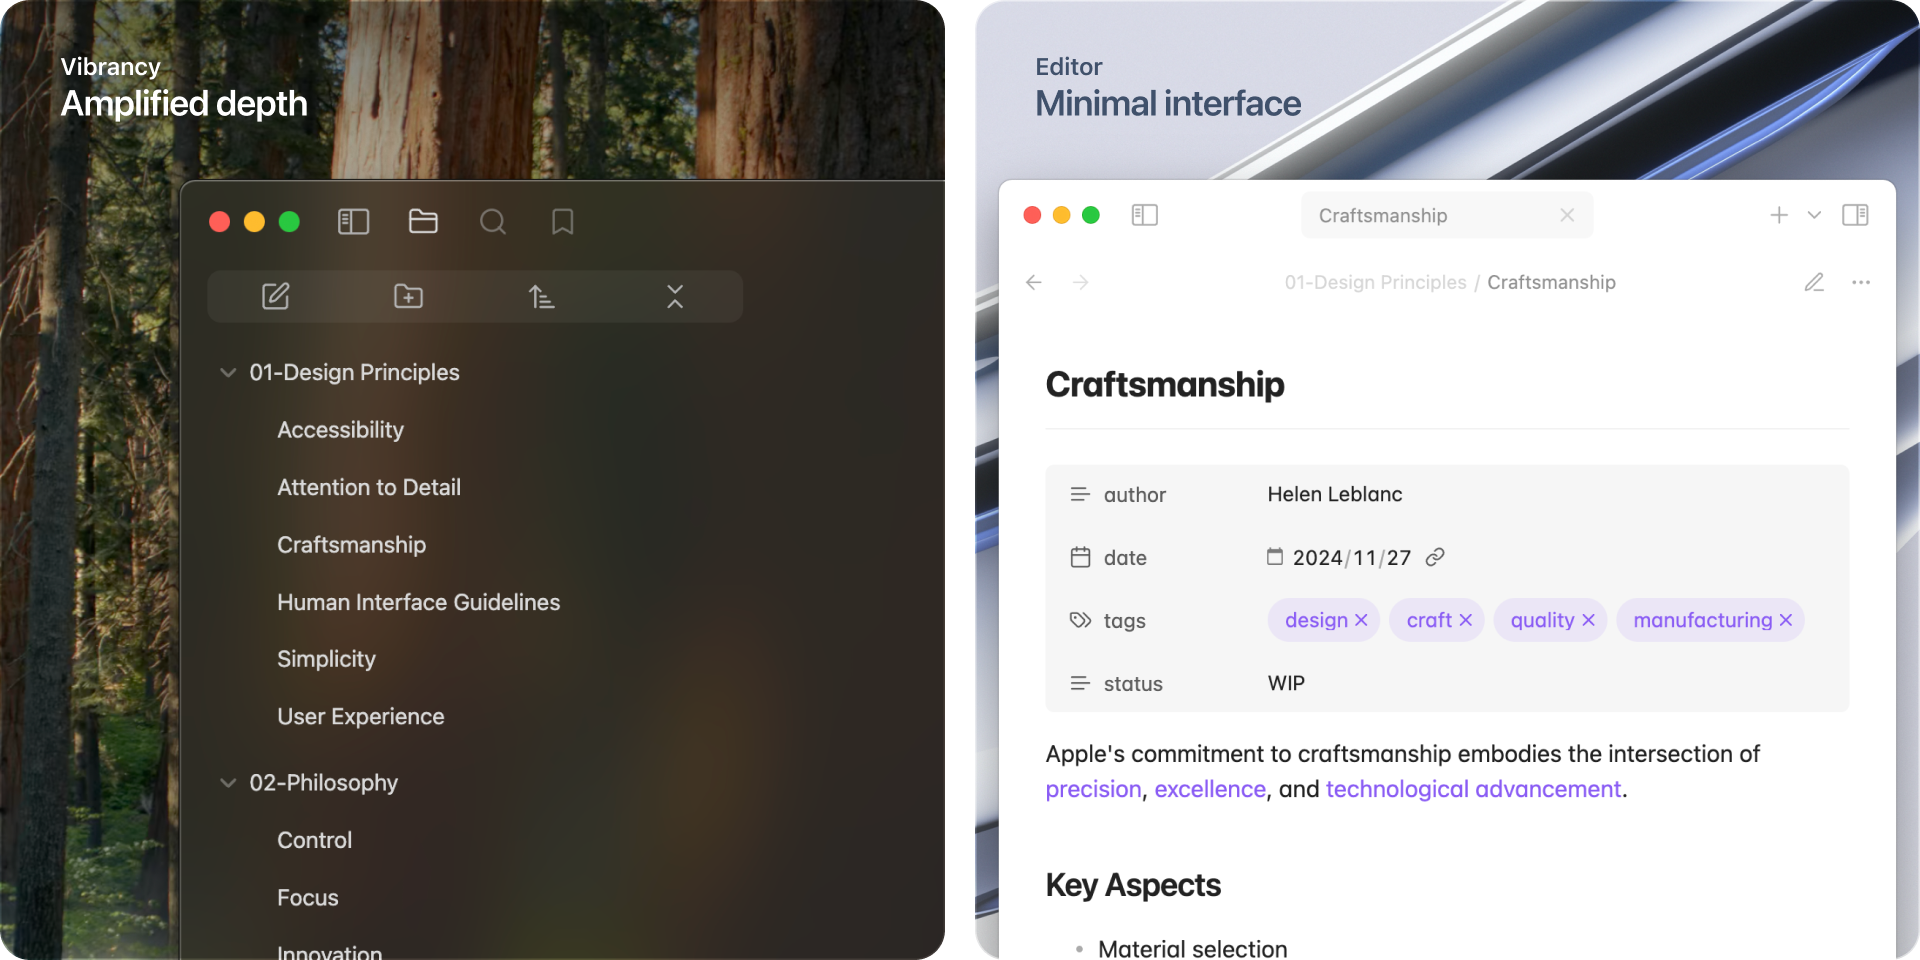 Vibrancy
Amplified depth
01-Design Principles
Accessibility
Attention to Detail
Craftsmanship
Human Interface Guidelines
Simplicity
User Experience
02-Philosophy
Control
Focus
Innovation
Editor
Minimal interface
Craftsmanship
01-Design Principles / Craftsmanship
Craftsmanship
author Helen Leblanc
date 2024/11/27
tags design craft quality manufacturing
status WIP
Apple's commitment to craftsmanship embodies the intersection of
precision, excellence, and technological advancement.
Key Aspects
• Material selection